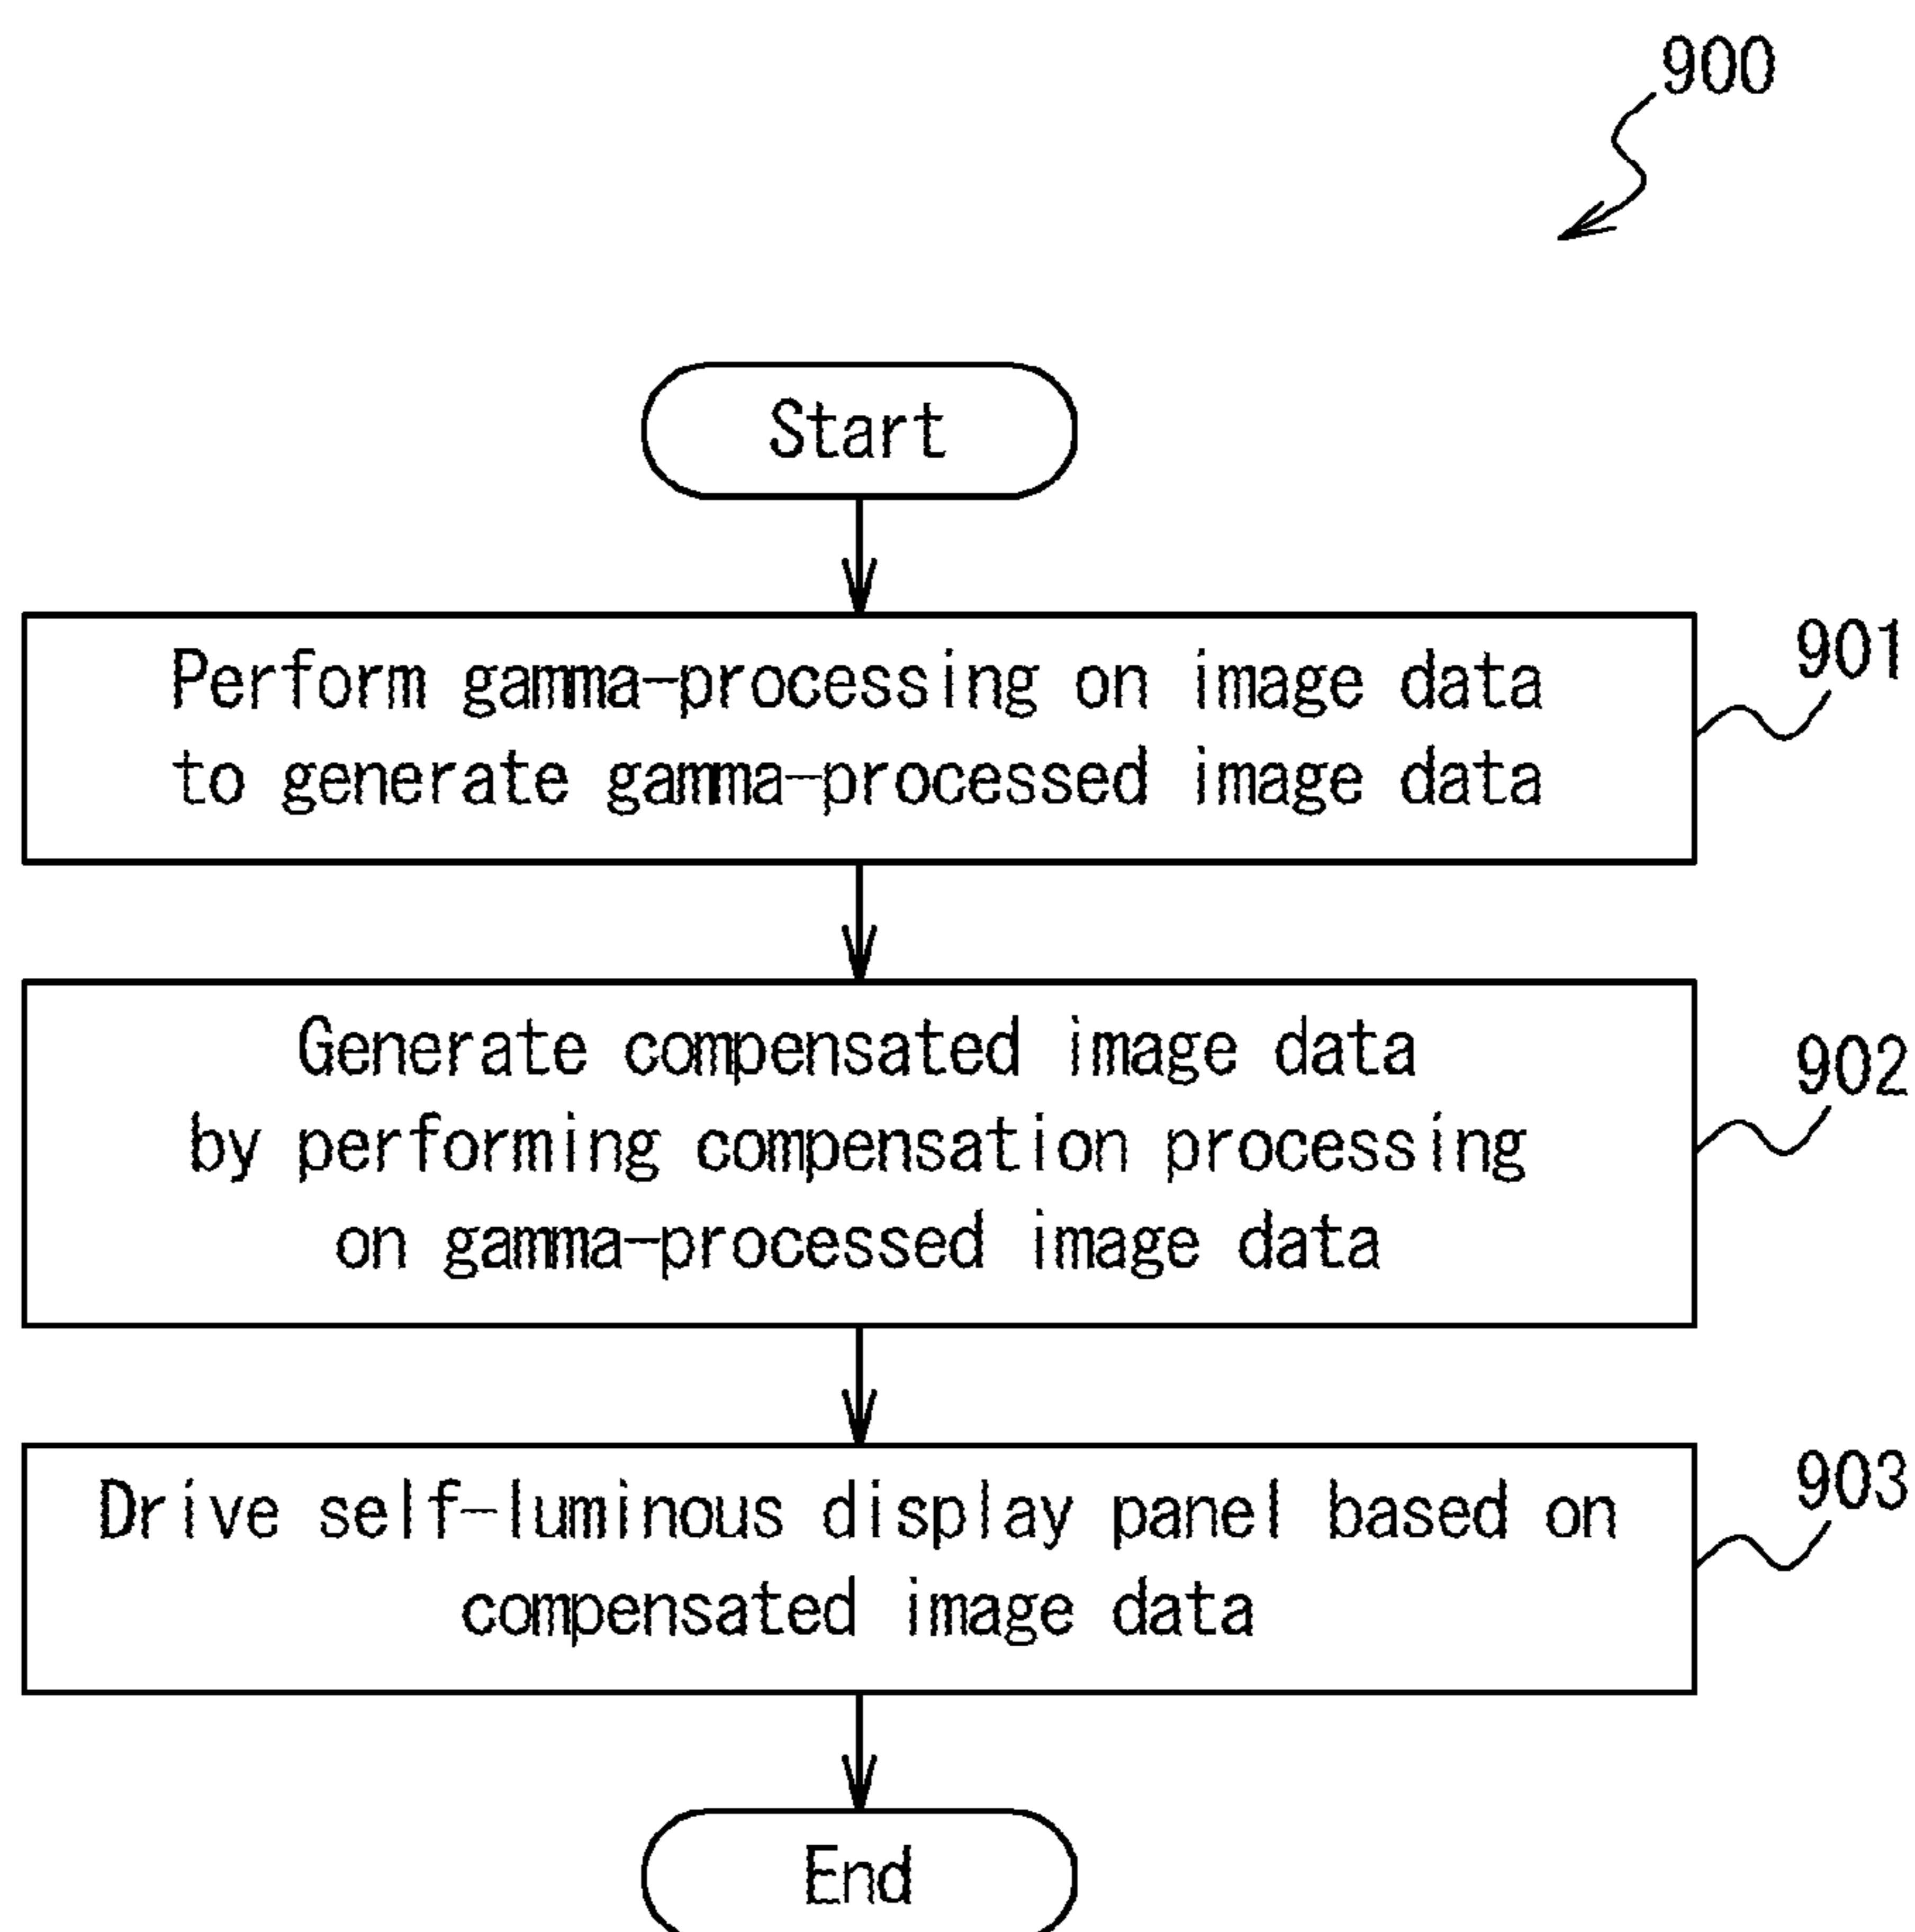 900
Start
Perform gamma-processing on image data
to generate gamma-processed image data
901
Generate compensated image data
by performing compensation processing
on gamma-processed image data
902
Drive self-luminous display panel based on
compensated image data
903
End